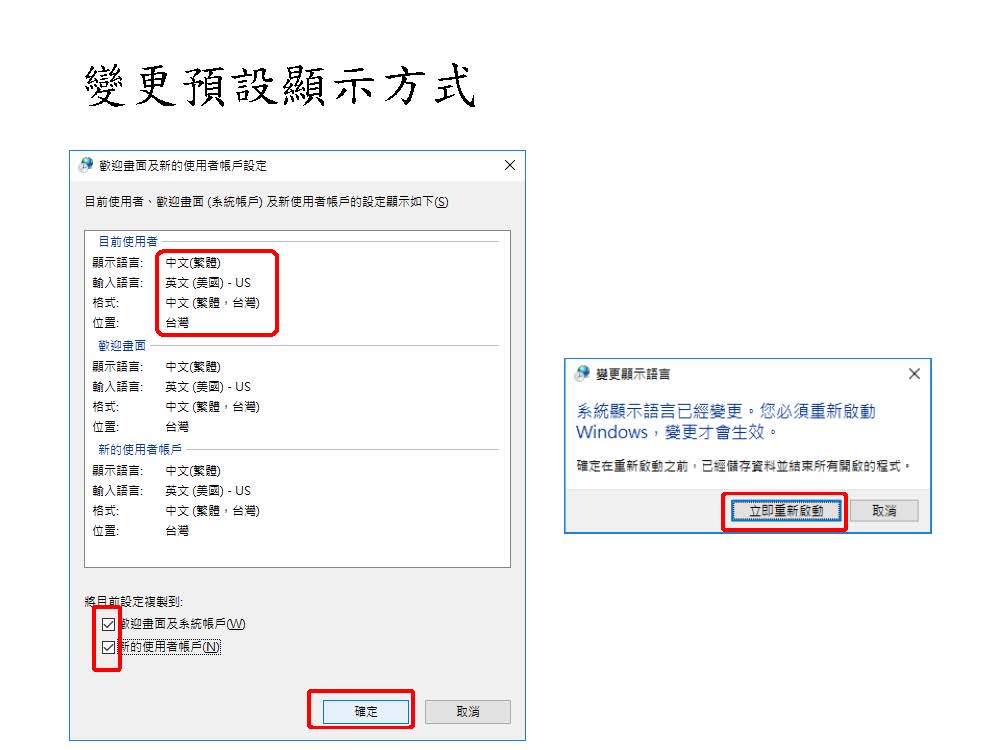 變更預設顯示方式
歡迎畫面及新的使用者帳戶設定
目前使用者、歡迎畫面 (系統帳戶) 及新使用者帳戶的設定顯示如下(S)
目前使用者
顯示語言: 中文(繁體)
輸入語言: 英文 (美國) - US
格式: 中文 (繁體，台灣)
位置: 台灣
歡迎畫面
顯示語言: 中文(繁體)
輸入語言: 英文 (美國) - US
格式: 中文 (繁體，台灣)
位置: 台灣
新的使用者帳戶
顯示語言: 中文(繁體)
輸入語言: 英文 (美國) - US
格式: 中文 (繁體，台灣)
位置: 台灣
將目前設定複製到:
歡迎畫面及系統帳戶(W)
新的使用者帳戶(N)
確定 取消
變更顯示語言
系統顯示語言已經變更。您必須重新啟動
Windows，變更才會生效。
確定在重新啟動之前，已經儲存資料並結束所有開啟的程式。
立即重新啟動 取消